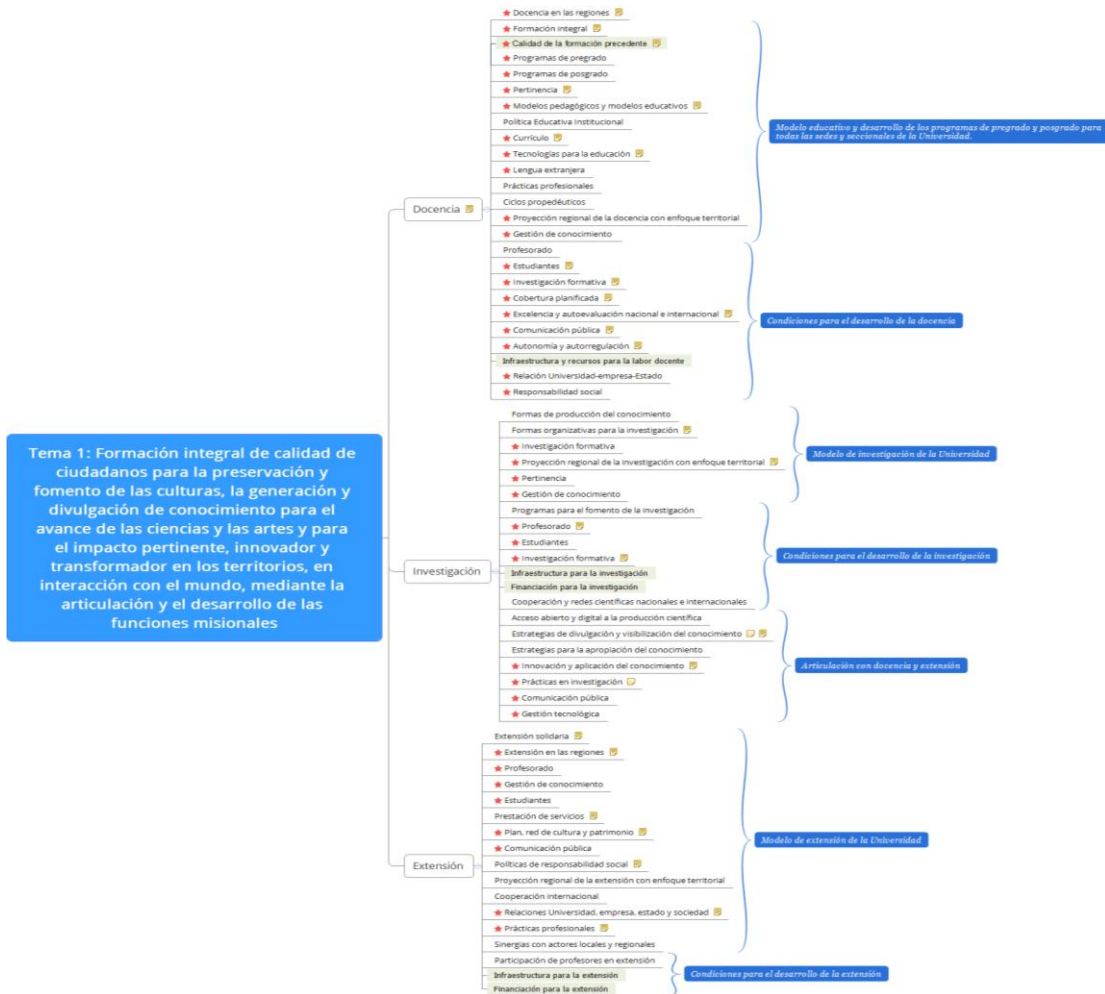 Tema 1: Formación integral de calidad de
ciudadanos para la preservación y
fomento de las culturas, la generación y
divulgación de conocimiento para el
avance de las ciencias y las artes y para
el impacto pertinente, innovador y
transformador en los territorios, en
interacción con el mundo, mediante la
articulación y el desarrollo de las
funciones misionales
Docencia
Docencia en las regiones
Formación integral
Calidad de la formación precedente
Programas de pregrado
Programas de posgrado
Pertinencia
Modelos pedagógicos y modelos educativos
Política Educativa Institucional
Currículo
Tecnologías para la educación
Lengua extranjera
Prácticas profesionales
Ciclos propedéuticos
Proyección regional de la docencia con enfoque territorial
Gestión de conocimiento
Modelo educativo y desarrollo de los programas de pregrado y posgrado para
todas las sedes y seccionales de la Universidad.
Profesorado
Estudiantes
Investigación formativa
Cobertura planificada
Excelencia y autoevaluación nacional e internacional
Comunicación pública
Autonomía y autorregulación
Infraestructura y recursos para la labor docente
Relación Universidad-empresa-Estado
Responsabilidad social
Condiciones para el desarrollo de la docencia
Investigación
Formas de producción del conocimiento
Formas organizativas para la investigación
Investigación formativa
Proyección regional de la investigación con enfoque territorial
Pertinencia
Gestión de conocimiento
Modelo de investigación de la Universidad
Programas para el fomento de la investigación
Profesorado
Estudiantes
Investigación formativa
Infraestructura para la investigación
Financiación para la investigación
Cooperación y redes científicas nacionales e internacionales
Condiciones para el desarrollo de la investigación
Acceso abierto y digital a la producción científica
Estrategias de divulgación y visibilización del conocimiento
Estrategias para la apropiación del conocimiento
Innovación y aplicación del conocimiento
Prácticas en investigación
Comunicación pública
Gestión tecnológica
Articulación con docencia y extensión
Extensión
Extensión solidaria
Extensión en las regiones
Profesorado
Gestión de conocimiento
Estudiantes
Prestación de servicios
Plan, red de cultura y patrimonio
Comunicación pública
Políticas de responsabilidad social
Proyección regional de la extensión con enfoque territorial
Cooperación internacional
Relaciones Universidad, empresa, estado y sociedad
Prácticas profesionales
Sinergias con actores locales y regionales
Modelo de extensión de la Universidad
Participación de profesores en extensión
Infraestructura para la extensión
Financiación para la extensión
Condiciones para el desarrollo de la extensión